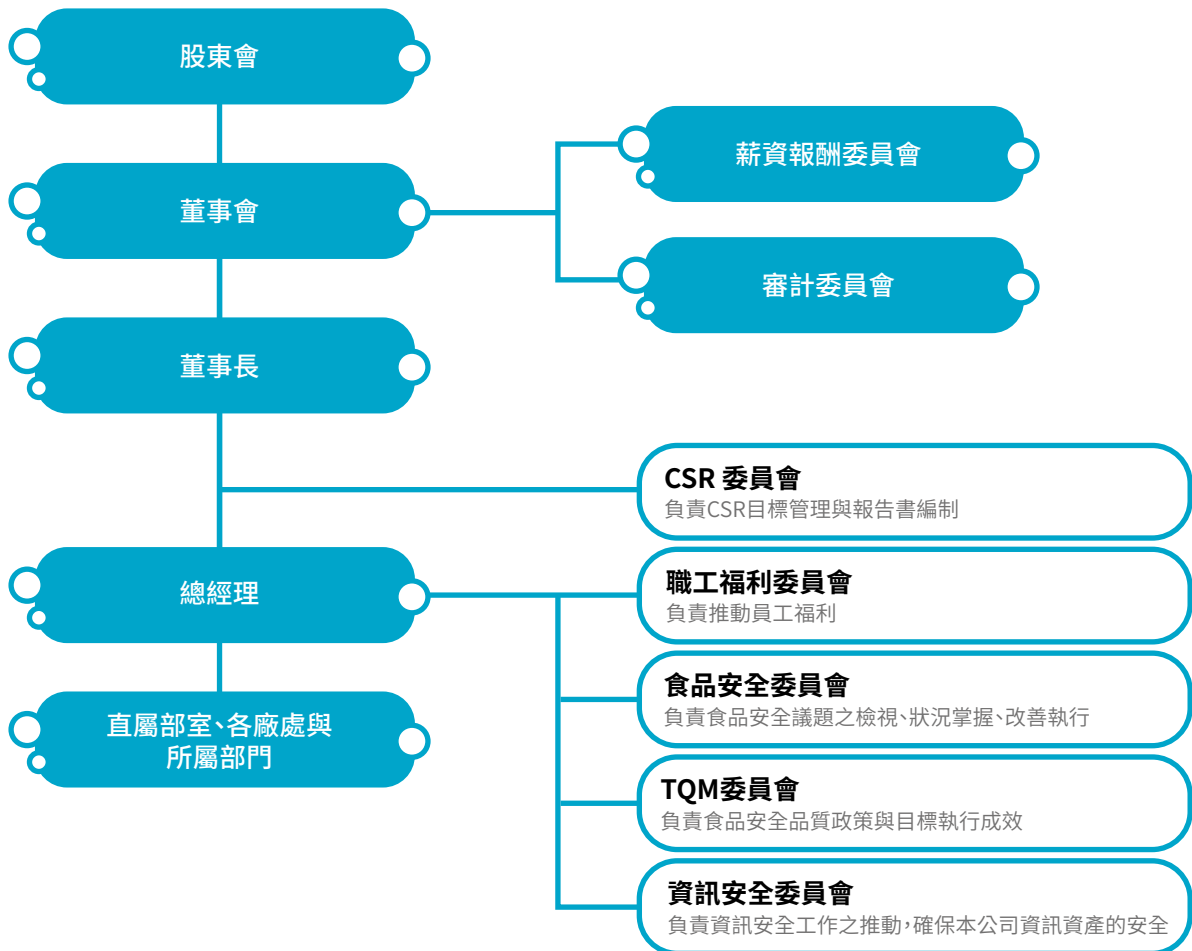 股東會
薪資報酬委員會
董事會
審計委員會
董事長
CSR 委員會
負責CSR目標管理與報告書編制
總經理
職工福利委員會
負責推動員工福利
食品安全委員會
負責食品安全議題之檢視、狀況掌握、改善執行
直屬部室、各廠處與
所屬部門
TQM委員會
負責食品安全品質政策與目標執行成效
資訊安全委員會
負責資訊安全工作之推動，確保本公司資訊資產的安全